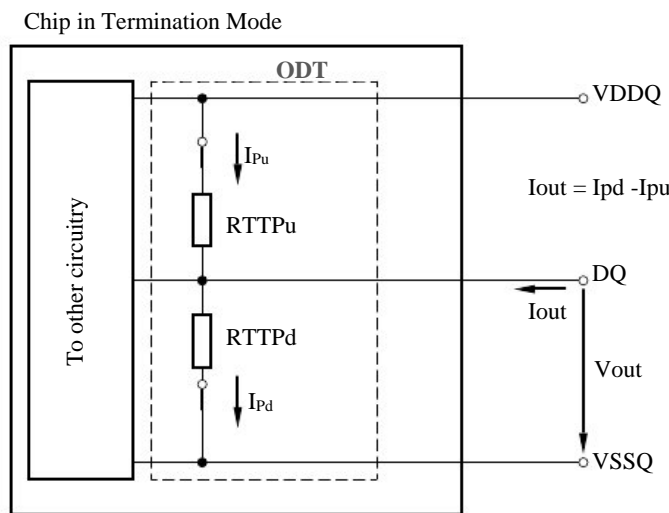 Chip in Termination Mode
ODT
VDDQ
IPu
Iout = Ipd -Ipu
RTTPu
To other circuitry
DQ
Iout
RTTPd
Vout
IPd
VSSQ